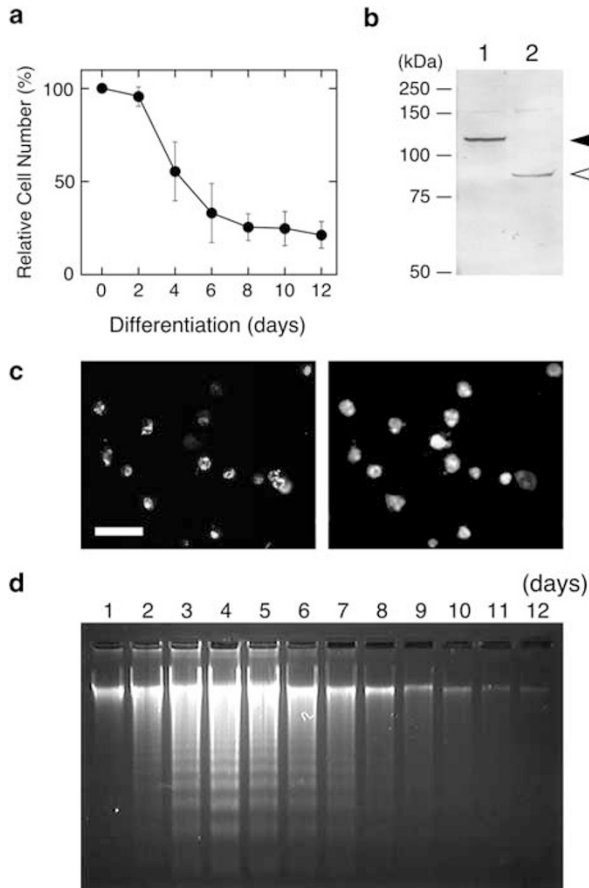 a
Relative Cell Number (%)
100
50
0
0 2 4 6 8 10 12
Differentiation (days)
b
(kDa) 1 2
250
150
100
75
50
c
d
(days)
1 2 3 4 5 6 7 8 9 10 11 12